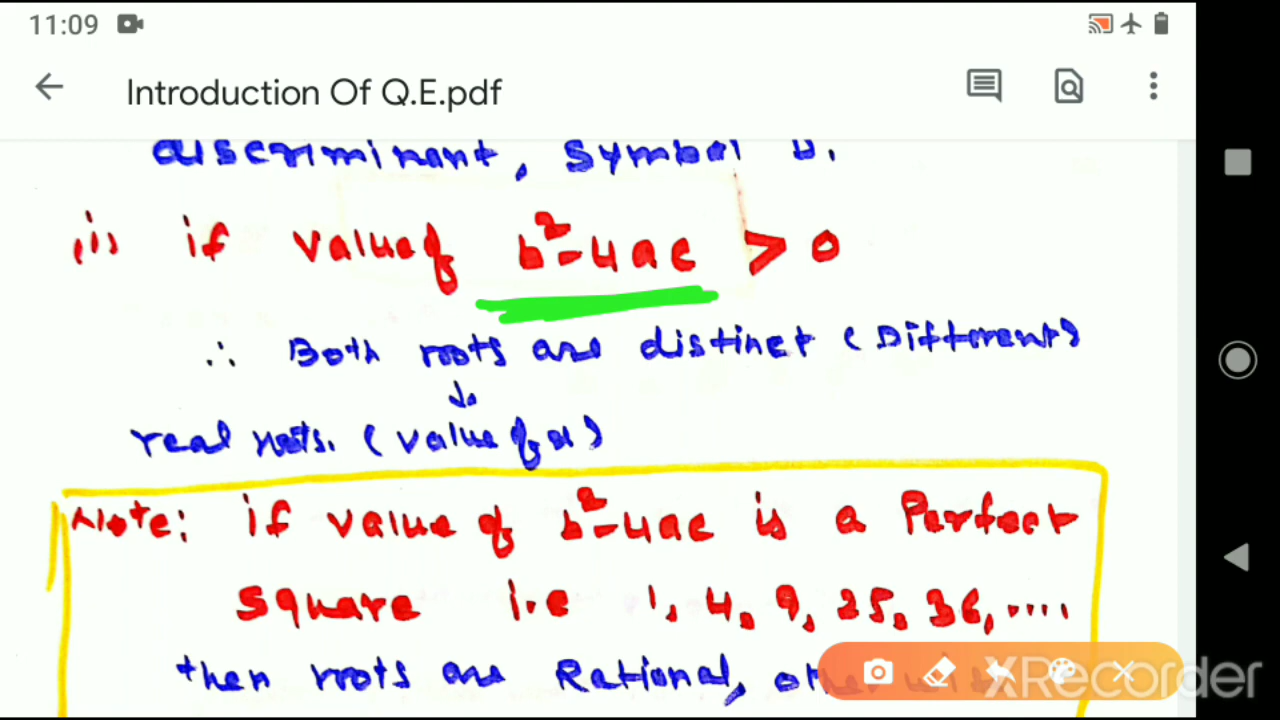 11:09
Introduction Of Q.E.pdf
discriminant, symbol D.
(i) if value of b²-4ac > 0
∴ Both roots are distinct (Different)
real roots. (value of x)
Note: if value of b²-4ac is a Perfect
square i.e 1, 4, 9, 25, 36, ....
then roots are Rational,
XRecorder